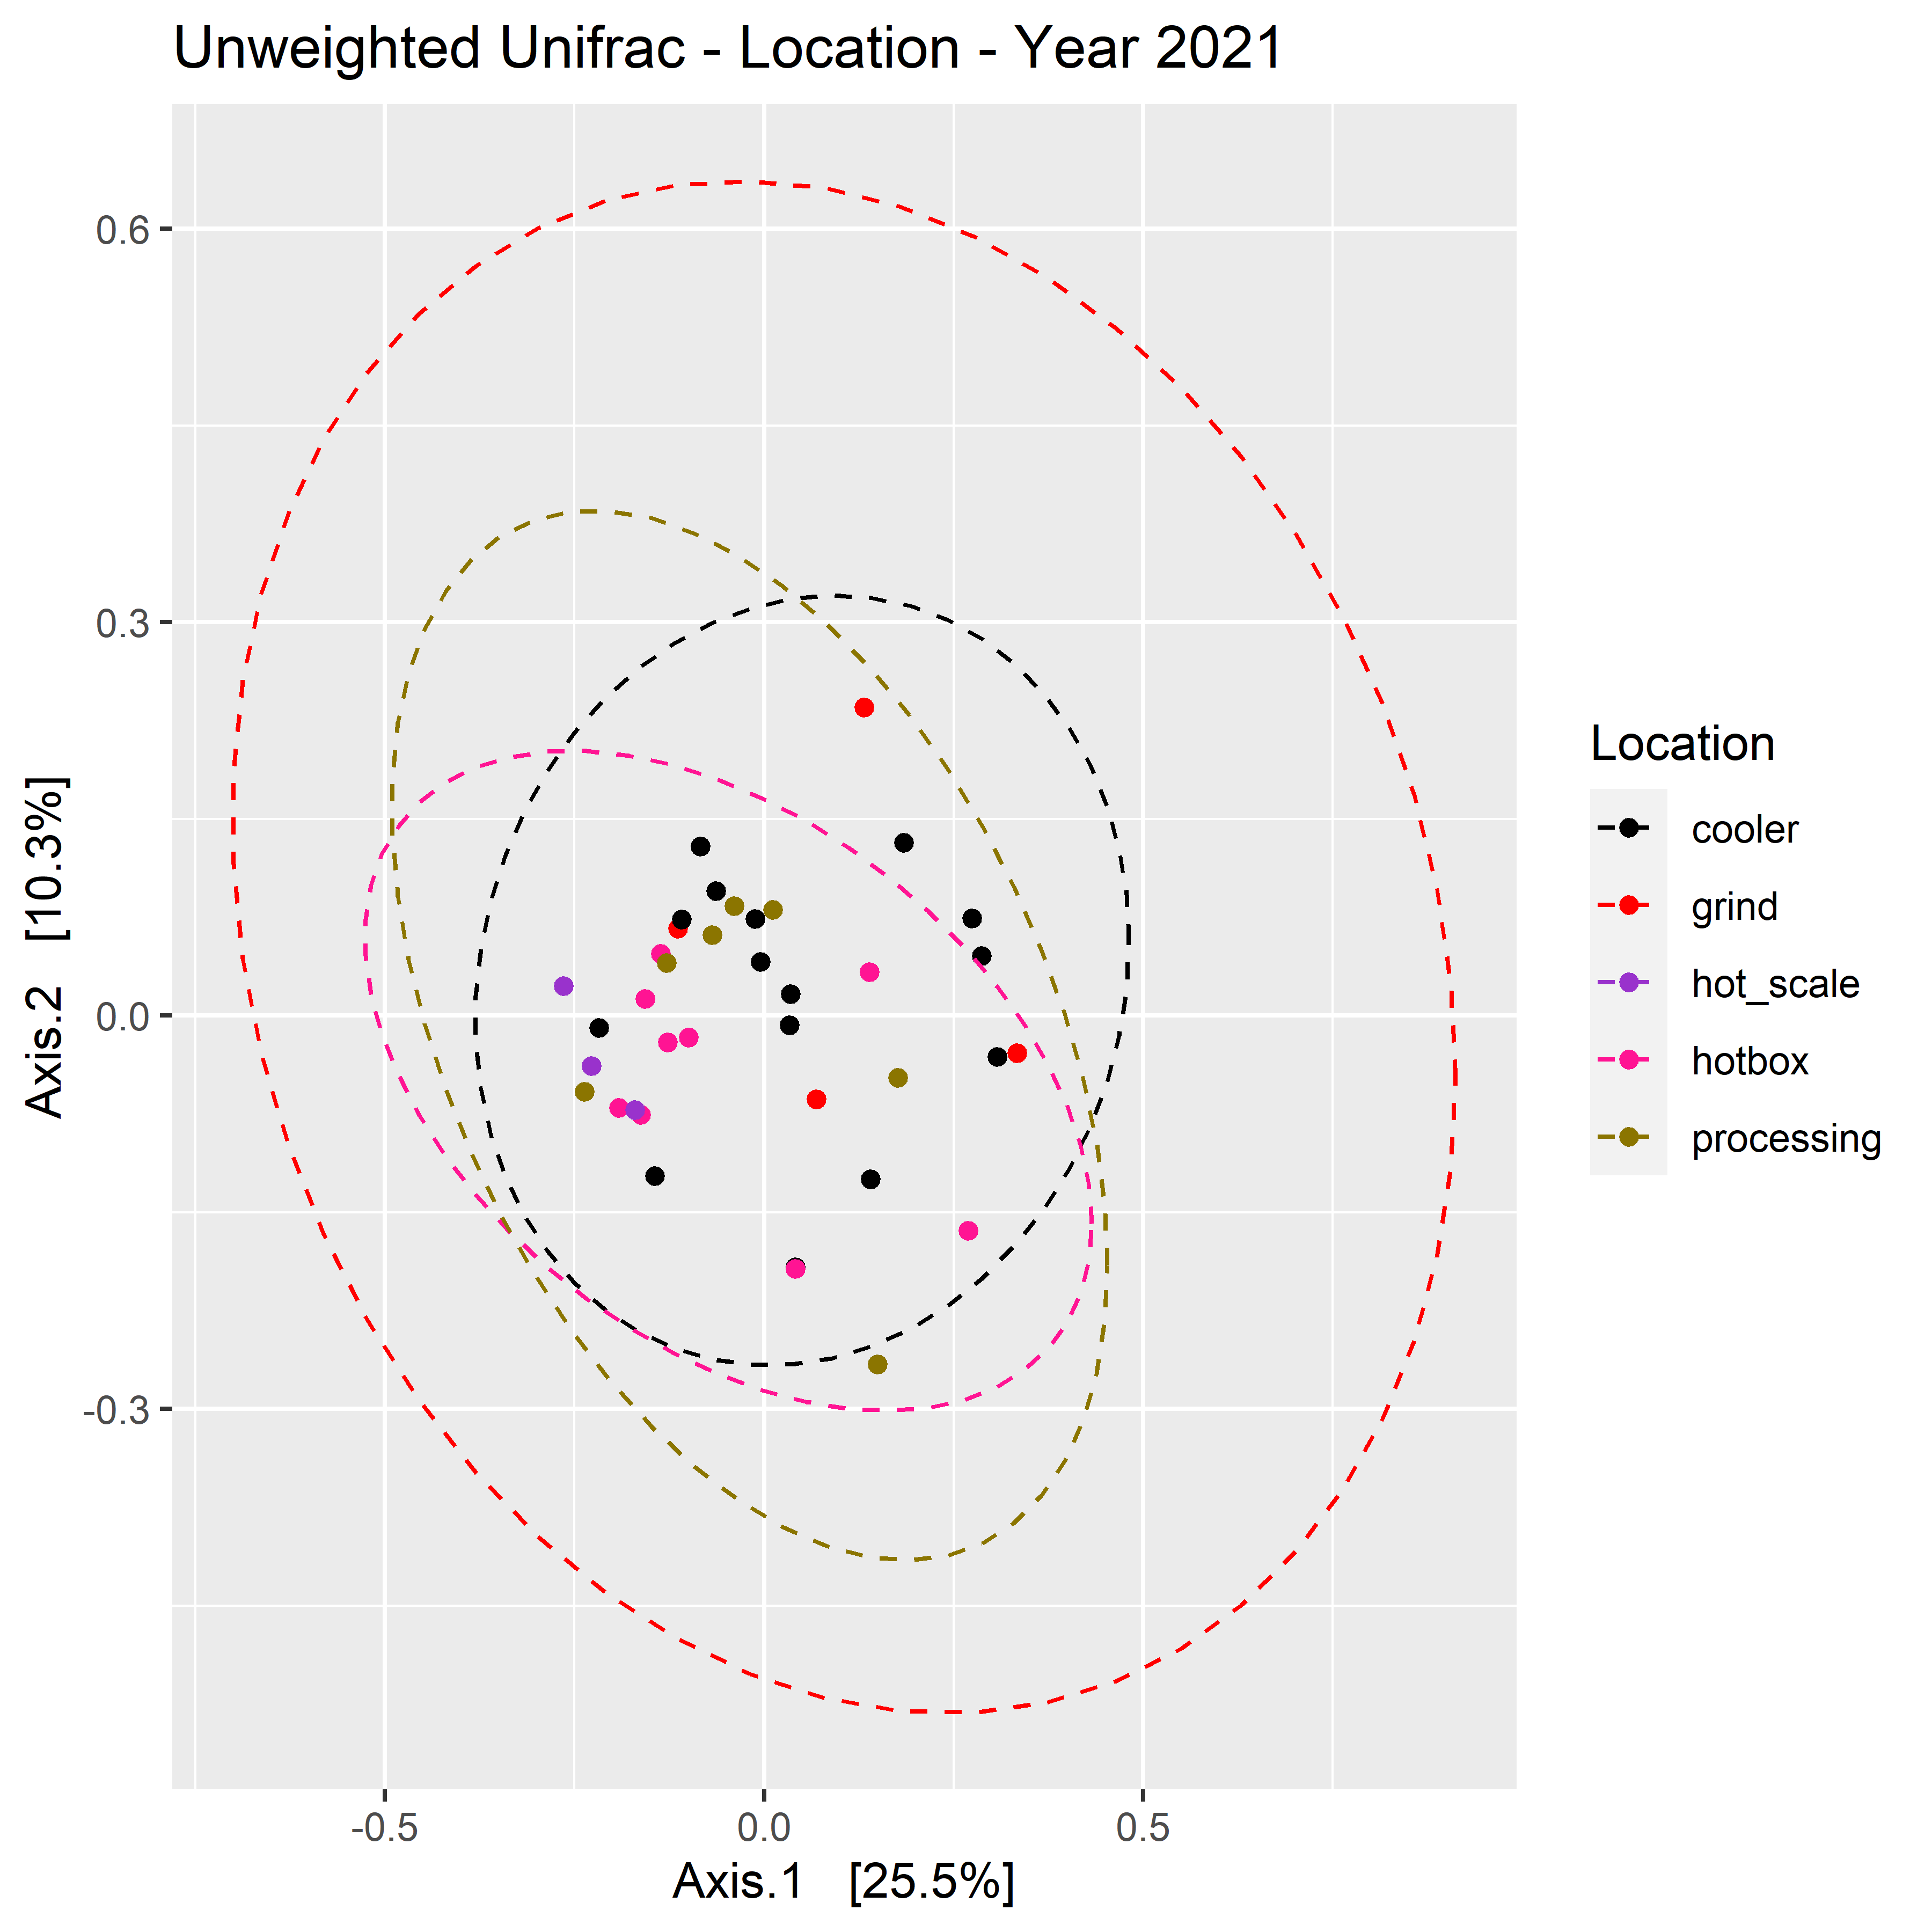 Unweighted Unifrac - Location - Year 2021
0.6
0.3
0.0
-0.3
Axis.2 [10.3%]
-0.5 0.0 0.5
Axis.1 [25.5%]
Location
cooler
grind
hot_scale
hotbox
processing